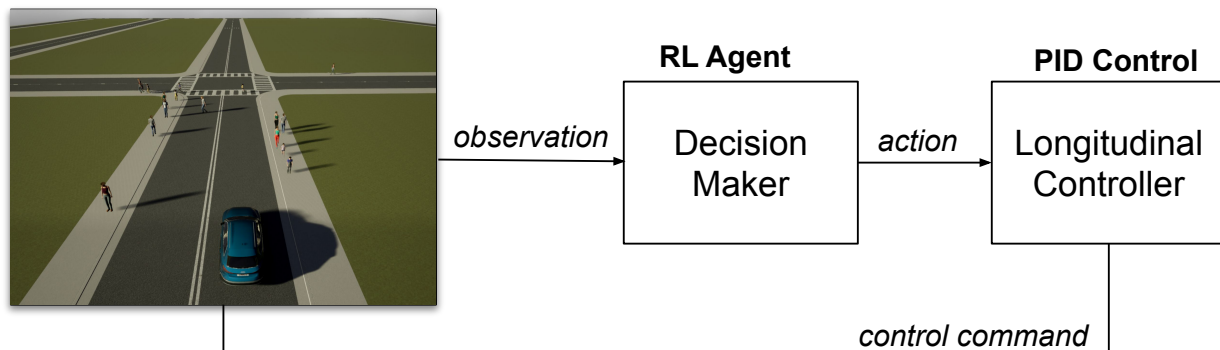 RL Agent
PID Control
observation
Decision
Maker
action
Longitudinal
Controller
control command